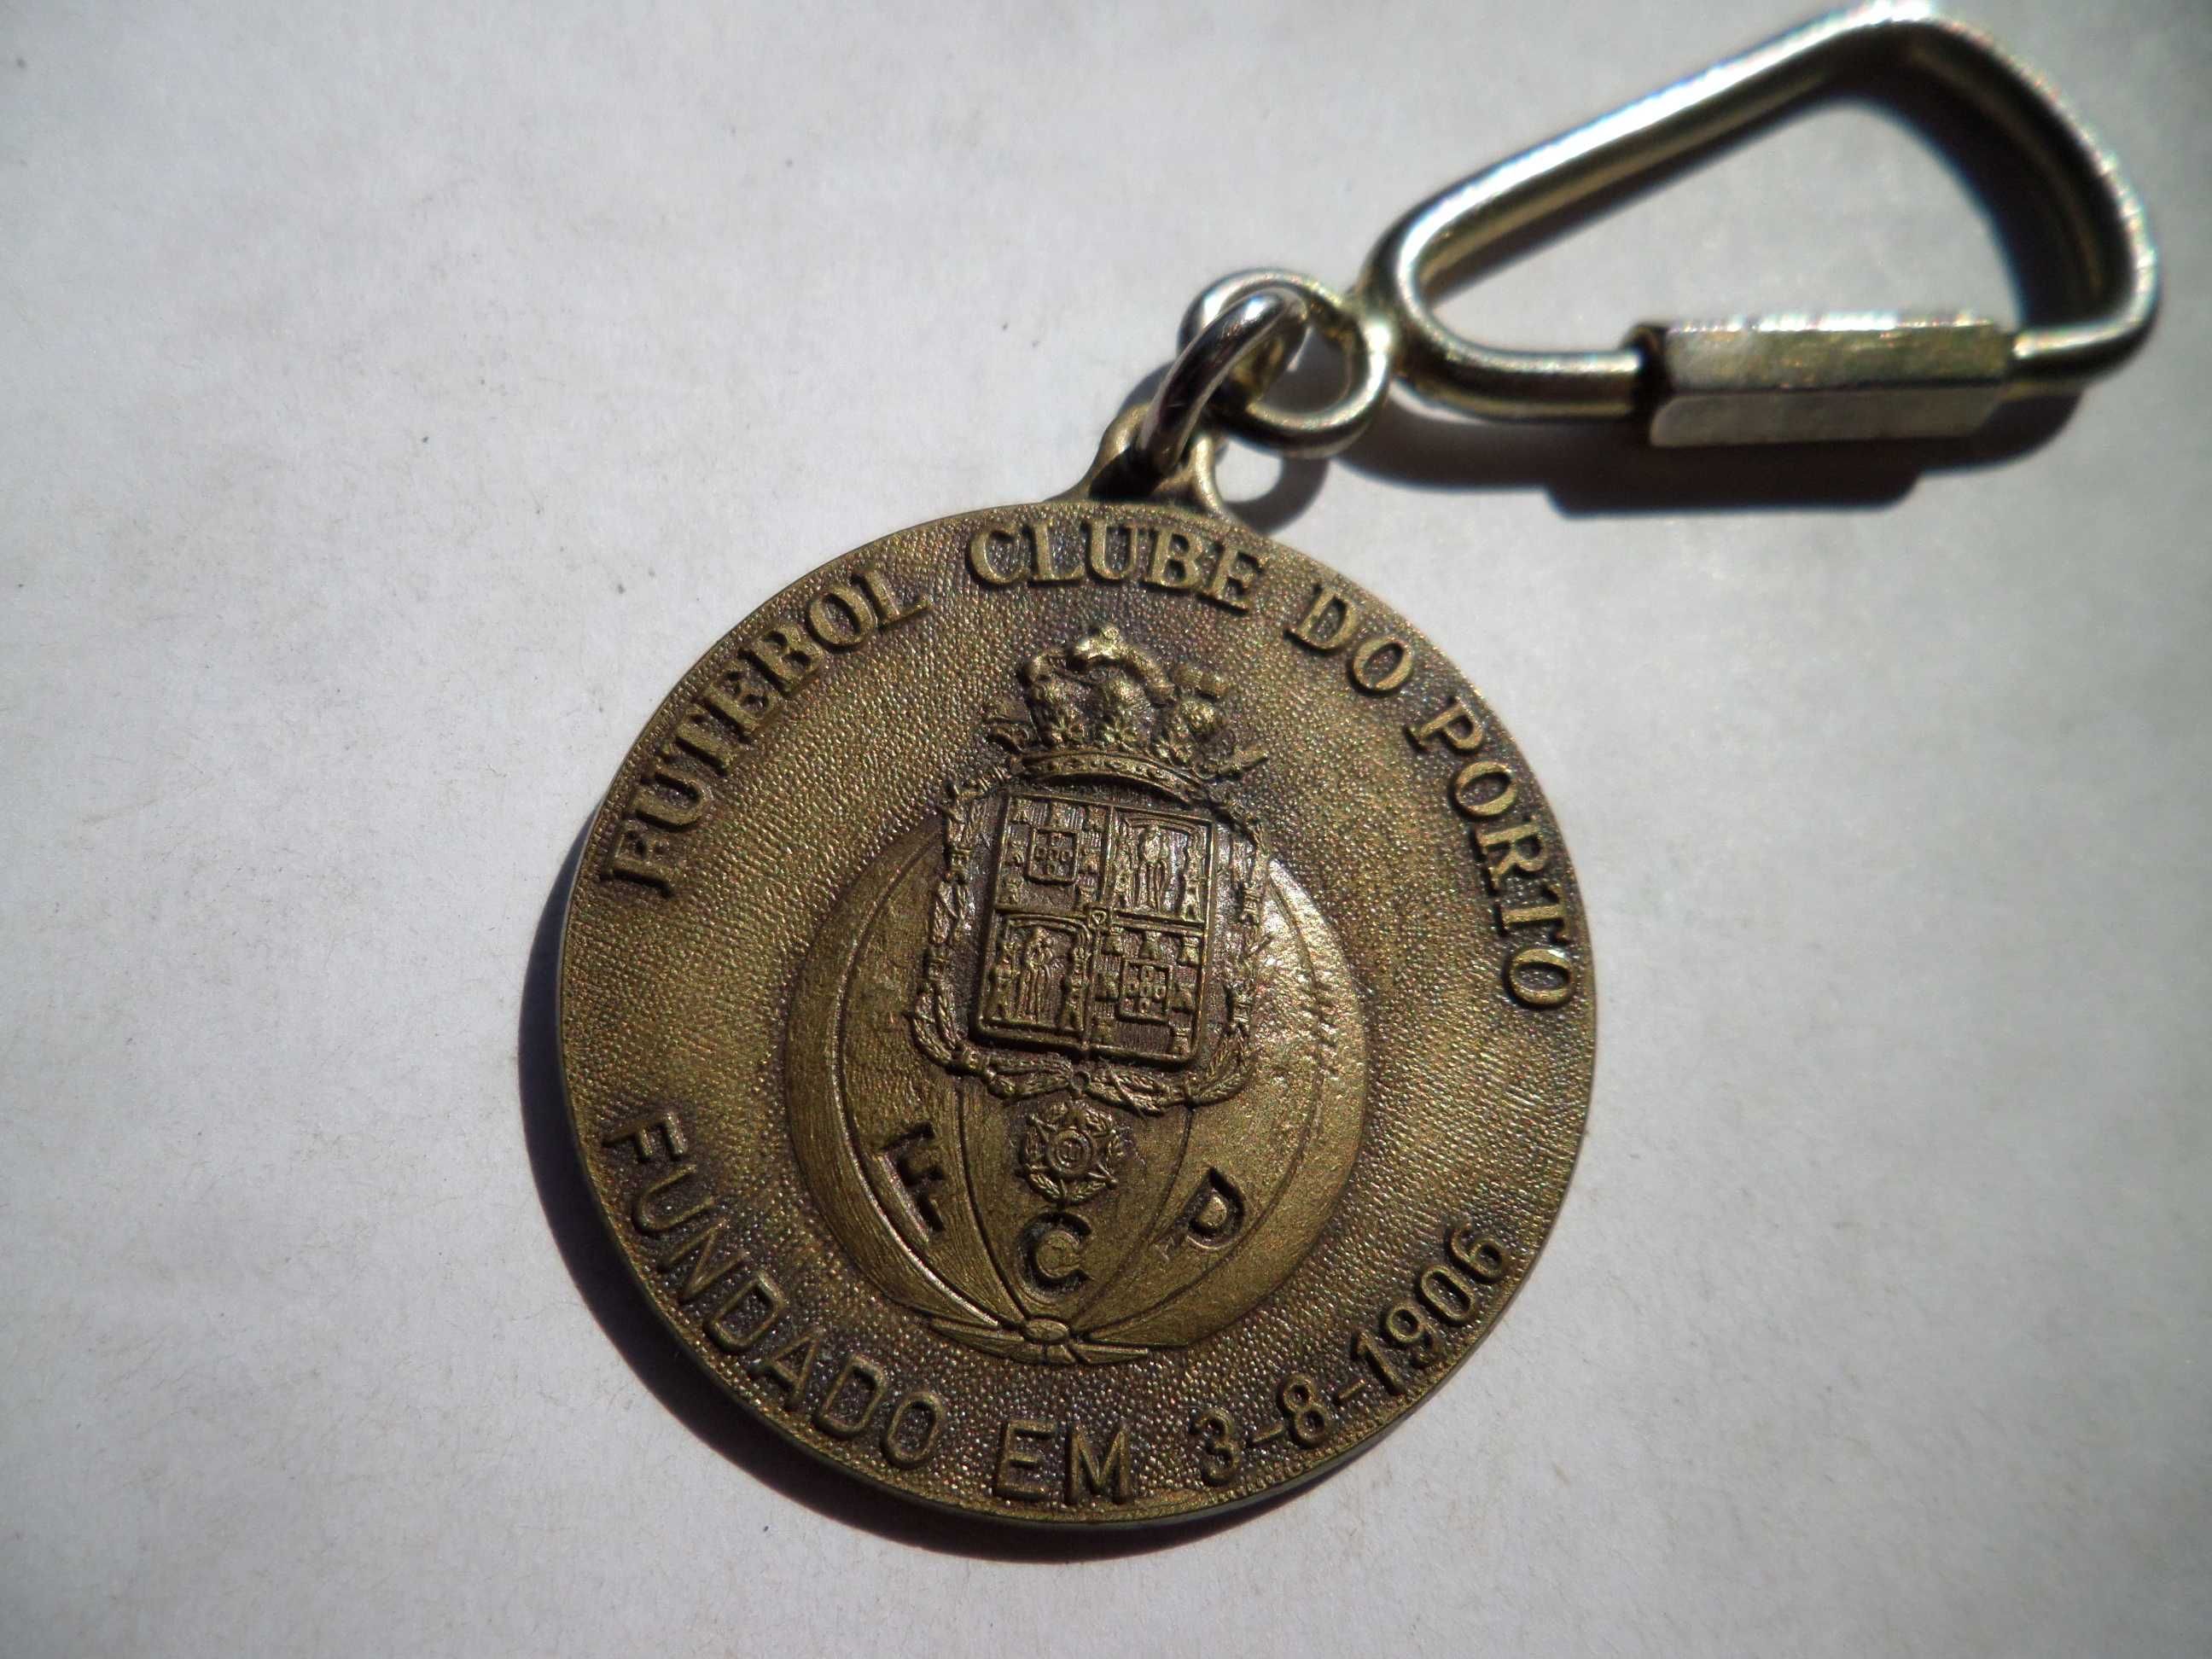 FUTEBOL CLUBE DO PORTO
F C P
FUNDADO EM 3-8-1906